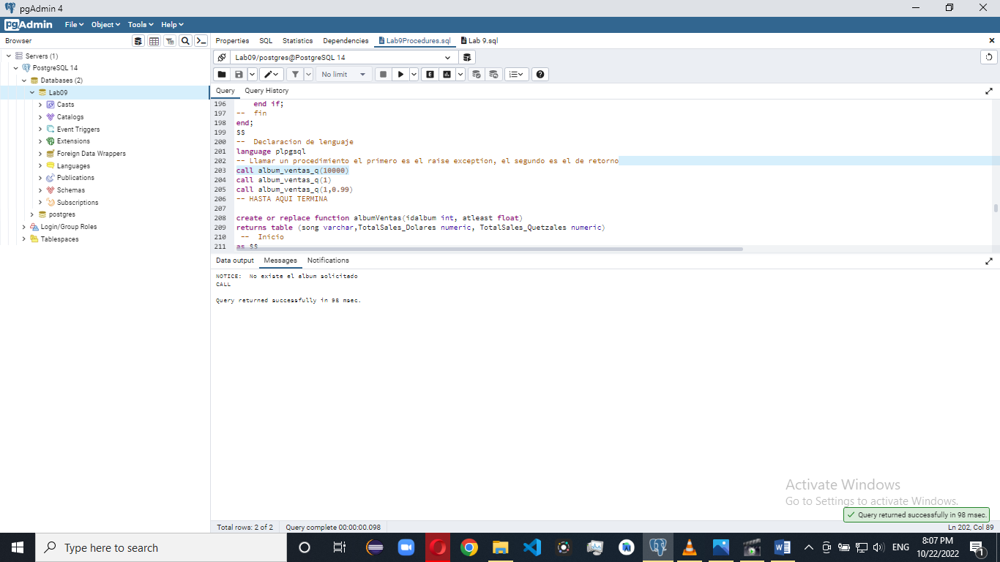 pgAdmin 4
pgAdmin File Object Tools Help
Browser
Properties SQL Statistics Dependencies Lab9Procedures.sql Lab 9.sql
Servers (1)
PostgreSQL 14
Databases (2)
Lab09
Casts
Catalogs
Event Triggers
Extensions
Foreign Data Wrappers
Languages
Publications
Schemas
Subscriptions
postgres
Login/Group Roles
Tablespaces
Lab09/postgres@PostgreSQL 14
No limit
Query Query History
196 end if;
197 -- fin
198 end;
199 $$
200 -- Declaracion de lenguaje
201 language plpgsql
202 -- Llamar un procedimiento el primero es el raise exception, el segundo es el de retorno
203 call album_ventas_q(10000)
204 call album_ventas_q(1)
205 call album_ventas_q(1,0.99)
206 -- HASTA AQUI TERMINA
207
208 create or replace function albumVentas(idalbum int, atleast float)
209 returns table (song varchar,TotalSales_Dolares numeric, TotalSales_Quetzales numeric)
210 -- Inicio
211 as $$
Data output Messages Notifications
NOTICE: No existe el album solicitado
CALL
Query returned successfully in 98 msec.
Activate Windows
Go to Settings to activate Windows.
Query returned successfully in 98 msec.
Total rows: 2 of 2 Query complete 00:00:00.098 Ln 202, Col 89
Type here to search
ENG
8:07 PM
10/22/2022
1